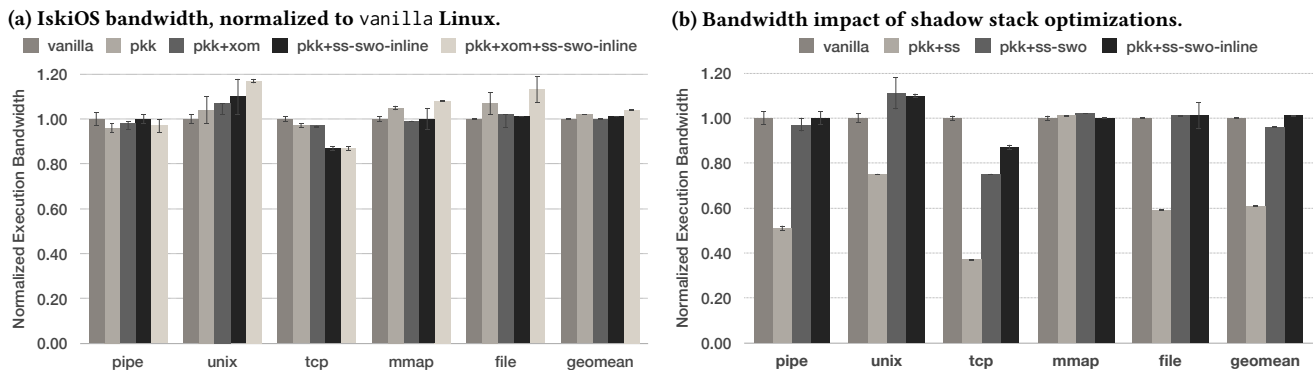 (a) IskiOS bandwidth, normalized to vanilla Linux.
vanilla pkk pkk+xom pkk+ss-swo-inline pkk+xom+ss-swo-inline
Normalized Execution Bandwidth
1.20
1.00
0.80
0.60
0.40
0.20
0.00
pipe unix tcp mmap file geomean
(b) Bandwidth impact of shadow stack optimizations.
vanilla pkk+ss pkk+ss-swo pkk+ss-swo-inline
Normalized Execution Bandwidth
1.20
1.00
0.80
0.60
0.40
0.20
0.00
pipe unix tcp mmap file geomean